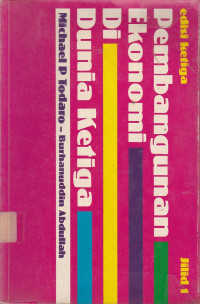 edisi ketiga
Pembangunan
Ekonomi
Di
Dunia Ketiga
Michael P Todaro – Burhanuddin Abdullah
Jilid 1